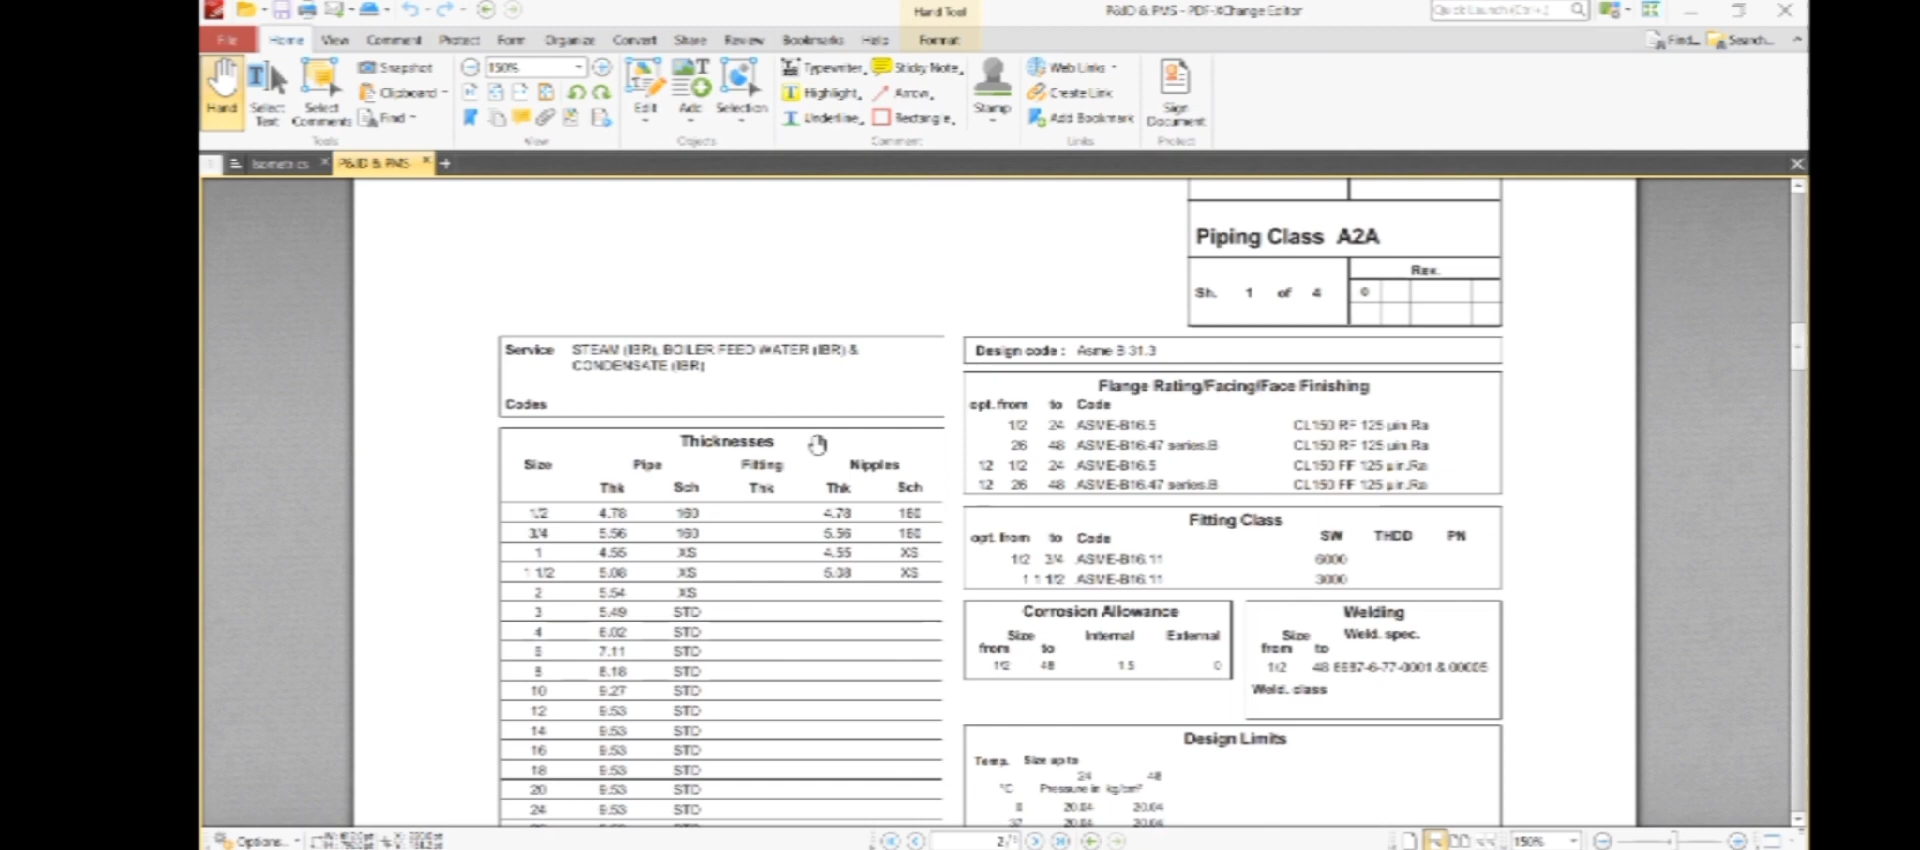 Hand Tool
P&ID & PMS - PDF-XChange Editor
Quick Launch (Ctrl+.)
File Home View Comment Protect Form Organize Convert Share Review Bookmarks Help Format Find... Search...
Hand
Select Text
Select Comments
Snapshot
Clipboard
Find
Tools
150%
View
Edit
Add
Selection
Objects
Typewriter
Highlight
Underline
Sticky Note
Arrow
Rectangle
Comment
Stamp
Web Links
Create Link
Add Bookmark
Links
Sign Document
Protect
Isometrics
P&ID & PMS
Piping Class A2A
Rev.
Sh. 1 of 4 0
Service STEAM (IBR), BOILER FEED WATER (IBR) &
CONDENSATE (IBR)
Codes
Thicknesses
Size Pipe Fitting Nipples
Thk Sch Thk Thk Sch
1/2 4.78 160 4.78 160
3/4 5.56 160 5.56 160
1 4.55 XS 4.55 XS
1 1/2 5.08 XS 5.08 XS
2 5.54 XS
3 5.49 STD
4 6.02 STD
6 7.11 STD
8 8.18 STD
10 9.27 STD
12 9.53 STD
14 9.53 STD
16 9.53 STD
18 9.53 STD
20 9.53 STD
24 9.53 STD
Design code : Asme B 31.3
Flange Rating/Facing/Face Finishing
opt. from to Code
1/2 24 ASME-B16.5 CL150 RF 125 µin Ra
26 48 ASME-B16.47 series.B CL150 RF 125 µin Ra
12 1/2 24 ASME-B16.5 CL150 FF 125 µin.Ra
12 26 48 ASME-B16.47 series.B CL150 FF 125 µin.Ra
Fitting Class
opt. from to Code SW THDD PN
1/2 3/4 ASME-B16.11 6000
1 1 1/2 ASME-B16.11 3000
Corrosion Allowance
Size Internal External
from to
1/2 48 1.5 0
Welding
Size Weld. spec.
from to
1/2 48
Weld. class
Design Limits
Temp. Size up to
24 48
°C Pressure in kg/cm²
0
Options...
150%